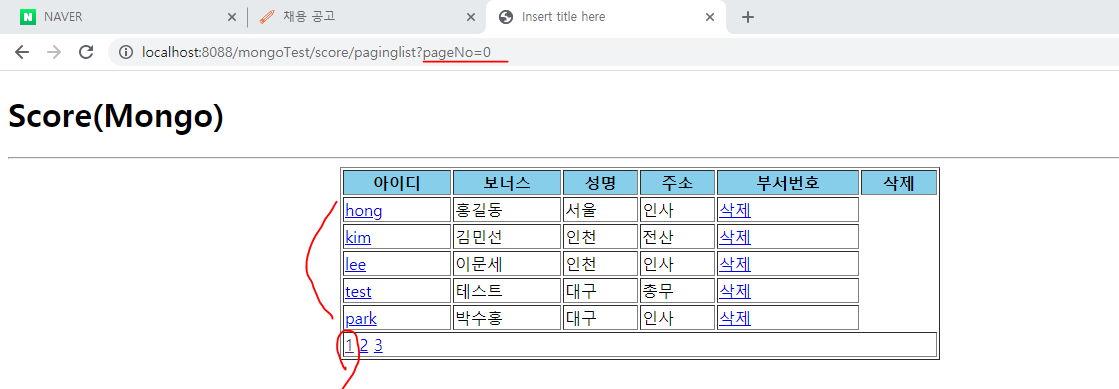 NAVER
채용 공고
Insert title here
localhost:8088/mongoTest/score/paginglist?pageNo=0
Score(Mongo)
아이디 보너스 성명 주소 부서번호 삭제
hong 홍길동 서울 인사 삭제
kim 김민선 인천 전산 삭제
lee 이문세 인천 인사 삭제
test 테스트 대구 총무 삭제
park 박수홍 대구 인사 삭제
1 2 3